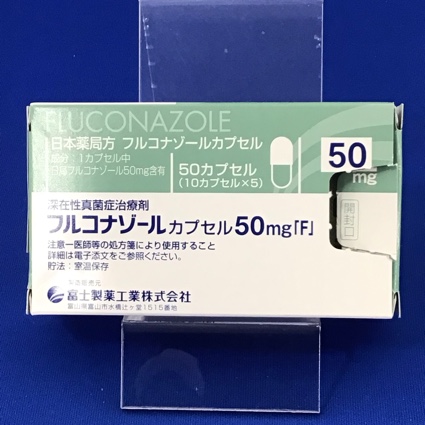 FLUCONAZOLE
日本薬局方 フルコナゾールカプセル
成分:1カプセル中
日局フルコナゾール50mg含有
50カプセル
(10カプセル×5)
50
mg
深在性真菌症治療剤
フルコナゾールカプセル50mg「F」
注意-医師等の処方箋により使用すること
詳細は電子添文をご参照ください。
貯法:室温保存
開封口
製造販売元
富士製薬工業株式会社
富山県富山市水橋辻ヶ堂1515番地